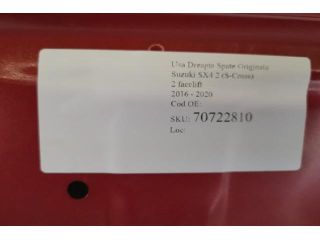 Usa Dreapta Spate Originala
Suzuki SX4 2 (S-Cross)
2 facelift
2016 - 2020
Cod OE:
SKU: 70722810
Loc: